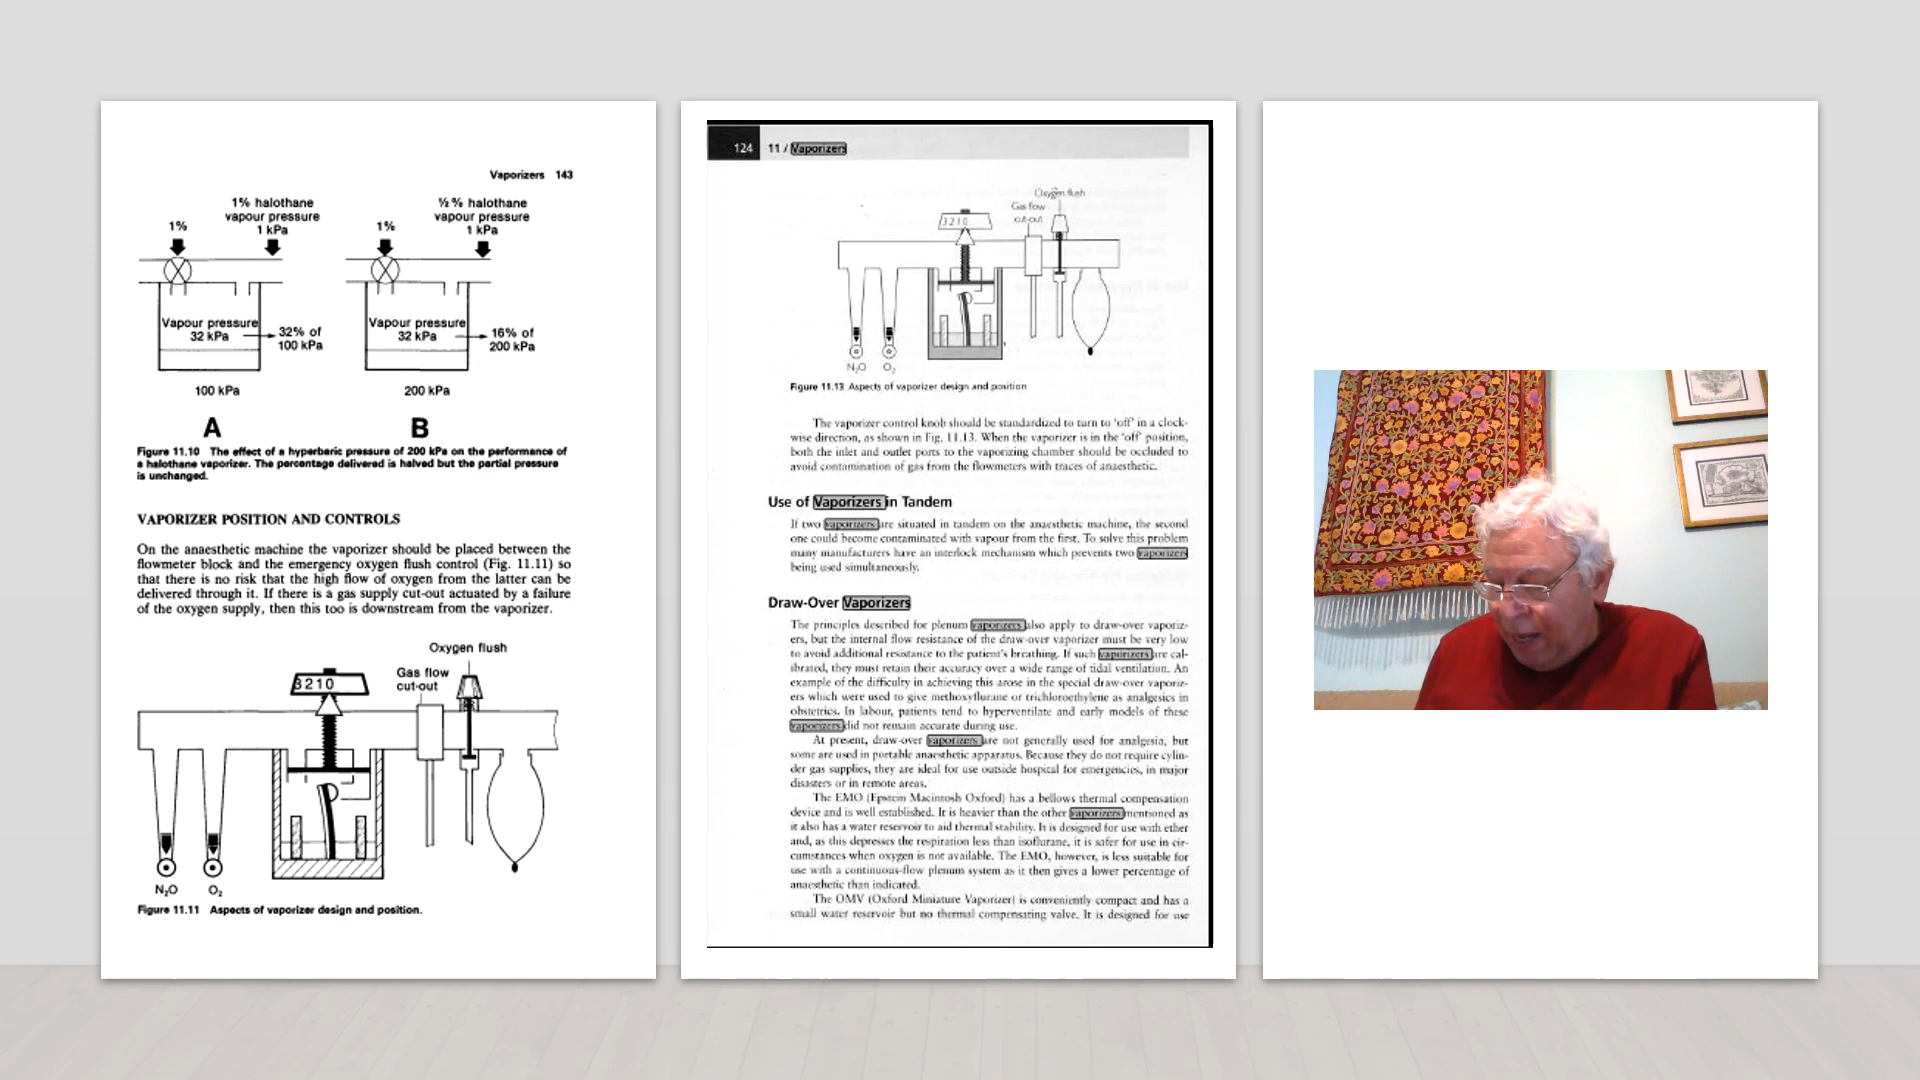 Vaporizers 143
1% halothane
vapour pressure
1 kPa
1%
½% halothane
vapour pressure
1 kPa
1%
Vapour pressure
32 kPa
32% of
100 kPa
Vapour pressure
32 kPa
16% of
200 kPa
100 kPa
200 kPa
A
B
Figure 11.10 The effect of a hyperbaric pressure of 200 kPa on the performance of
a halothane vaporizer. The percentage delivered is halved but the partial pressure
is unchanged.
VAPORIZER POSITION AND CONTROLS
On the anaesthetic machine the vaporizer should be placed between the
flowmeter block and the emergency oxygen flush control (Fig. 11.11) so
that there is no risk that the high flow of oxygen from the latter can be
delivered through it. If there is a gas supply cut-out actuated by a failure
of the oxygen supply, then this too is downstream from the vaporizer.
Oxygen flush
Gas flow
cut-out
3210
N₂O
O₂
Figure 11.11 Aspects of vaporizer design and position.
124 11 / Vaporizers
Oxygen flush
Gas flow
cut-out
3210
N₂O
O₂
Figure 11.13 Aspects of vaporizer design and position
The vaporizer control knob should be standardized to turn to 'off' in a clock-
wise direction, as shown in Fig. 11.13. When the vaporizer is in the 'off' position,
both the inlet and outlet ports to the vaporizing chamber should be occluded to
avoid contamination of gas from the flowmeters with traces of anaesthetic.
Use of Vaporizers in Tandem
If two vaporizers are situated in tandem on the anaesthetic machine, the second
one could become contaminated with vapour from the first. To solve this problem
many manufacturers have an interlock mechanism which prevents two vaporizers
being used simultaneously.
Draw-Over Vaporizers
The principles described for plenum vaporizers also apply to draw-over vaporiz-
ers, but the internal flow resistance of the draw-over vaporizer must be very low
to avoid additional resistance to the patient's breathing. If such vaporizers are cal-
ibrated, they must retain their accuracy over a wide range of tidal ventilation. An
example of the difficulty in achieving this arose in the special draw-over vaporiz-
ers which were used to give methoxyflurane or trichloroethylene as analgesics in
obstetrics. In labour, patients tend to hyperventilate and early models of these
vaporizers did not remain accurate during use.
At present, draw-over vaporizers are not generally used for analgesia, but
some are used in portable anaesthetic apparatus. Because they do not require cylin-
der gas supplies, they are ideal for use outside hospital for emergencies, in major
disasters or in remote areas.
The EMO (Epstein Macintosh Oxford) has a bellows thermal compensation
device and is well established. It is heavier than the other vaporizers mentioned as
it also has a water reservoir to aid thermal stability. It is designed for use with ether
and, as this depresses the respiration less than isoflurane, it is safer for use in cir-
cumstances when oxygen is not available. The EMO, however, is less suitable for
use with a continuous-flow plenum system as it then gives a lower percentage of
anaesthetic than indicated.
The OMV (Oxford Miniature Vaporizer) is conveniently compact and has a
small water reservoir but no thermal compensating valve. It is designed for use